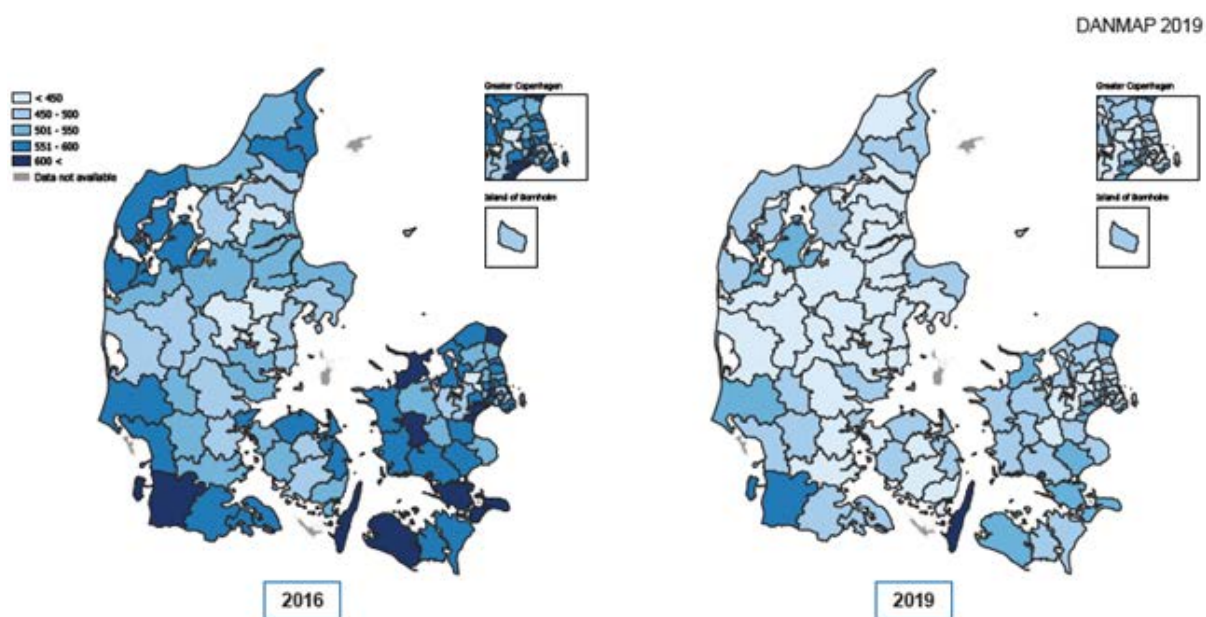 DANMAP 2019
< 450
450 - 500
501 - 550
551 - 600
600 <
Data not available
Greater Copenhagen
Island of Bornholm
Greater Copenhagen
Island of Bornholm
2016
2019